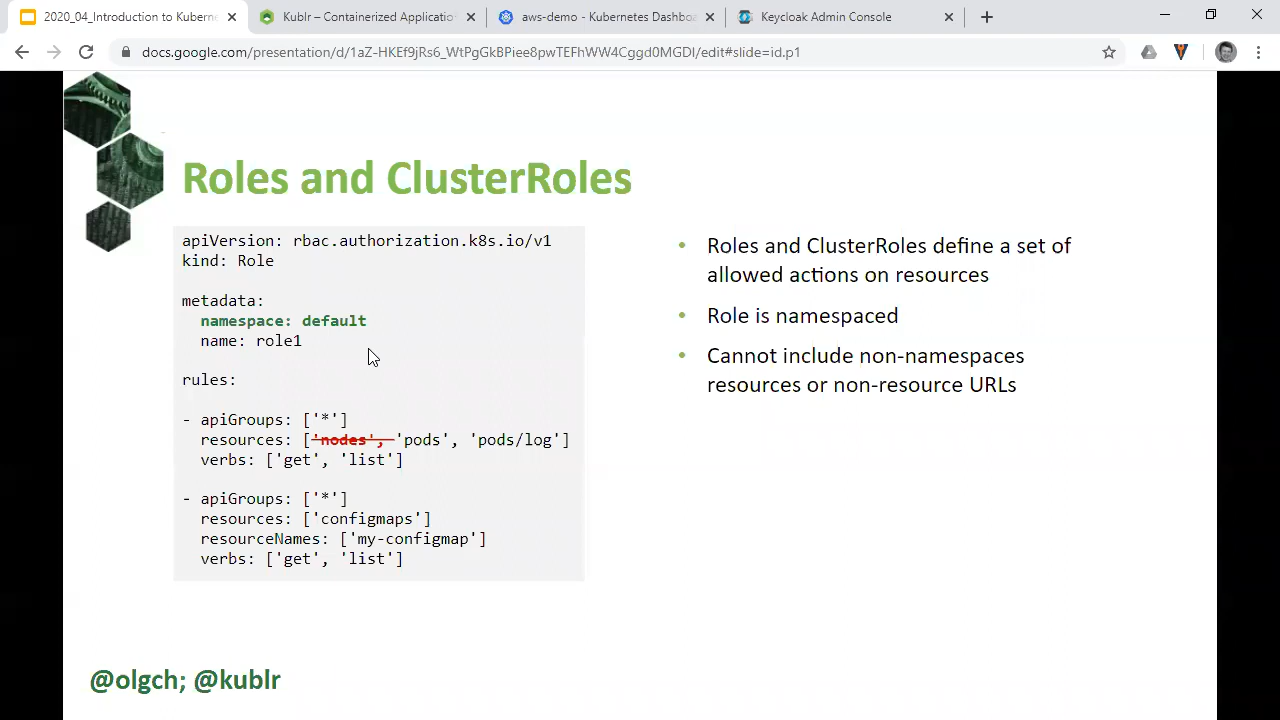 2020_04_Introduction to Kuberne
Kublr – Containerized Applicatio
aws-demo - Kubernetes Dashboa
Keycloak Admin Console
docs.google.com/presentation/d/1aZ-HKEf9jRs6_WtPqGkBPiee8pwTEFhWW4Cggd0MGDI/edit#slide=id.p1
Roles and ClusterRoles
apiVersion: rbac.authorization.k8s.io/v1
kind: Role
metadata:
namespace: default
name: role1
rules:
- apiGroups: ['*']
resources: ['nodes', 'pods', 'pods/log']
verbs: ['get', 'list']
- apiGroups: ['*']
resources: ['configmaps']
resourceNames: ['my-configmap']
verbs: ['get', 'list']
• Roles and ClusterRoles define a set of
allowed actions on resources
• Role is namespaced
• Cannot include non-namespaces
resources or non-resource URLs
@olgch; @kublr